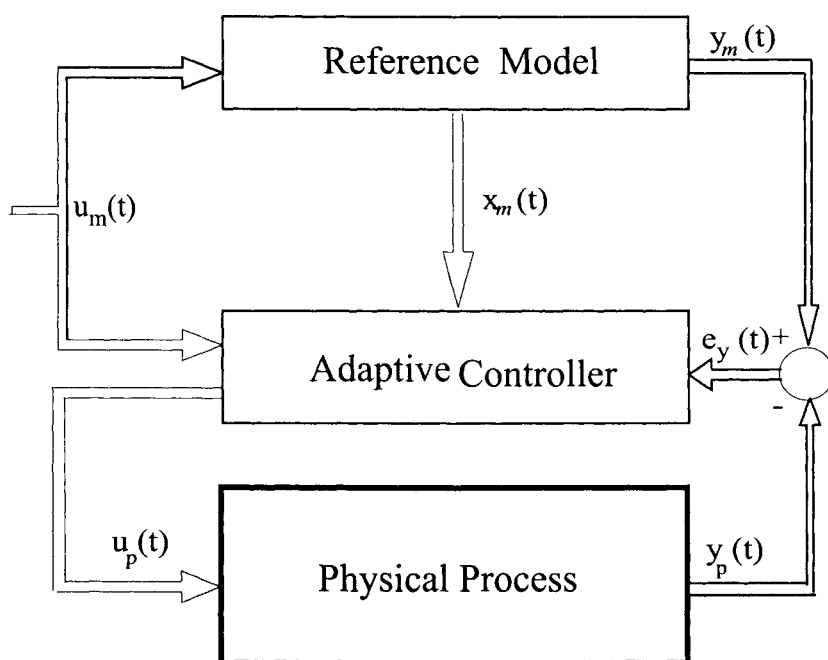 Reference Model
y_m(t)
u_m(t)
x_m(t)
e_y(t) +
Adaptive Controller
-
u_p(t)
y_p(t)
Physical Process